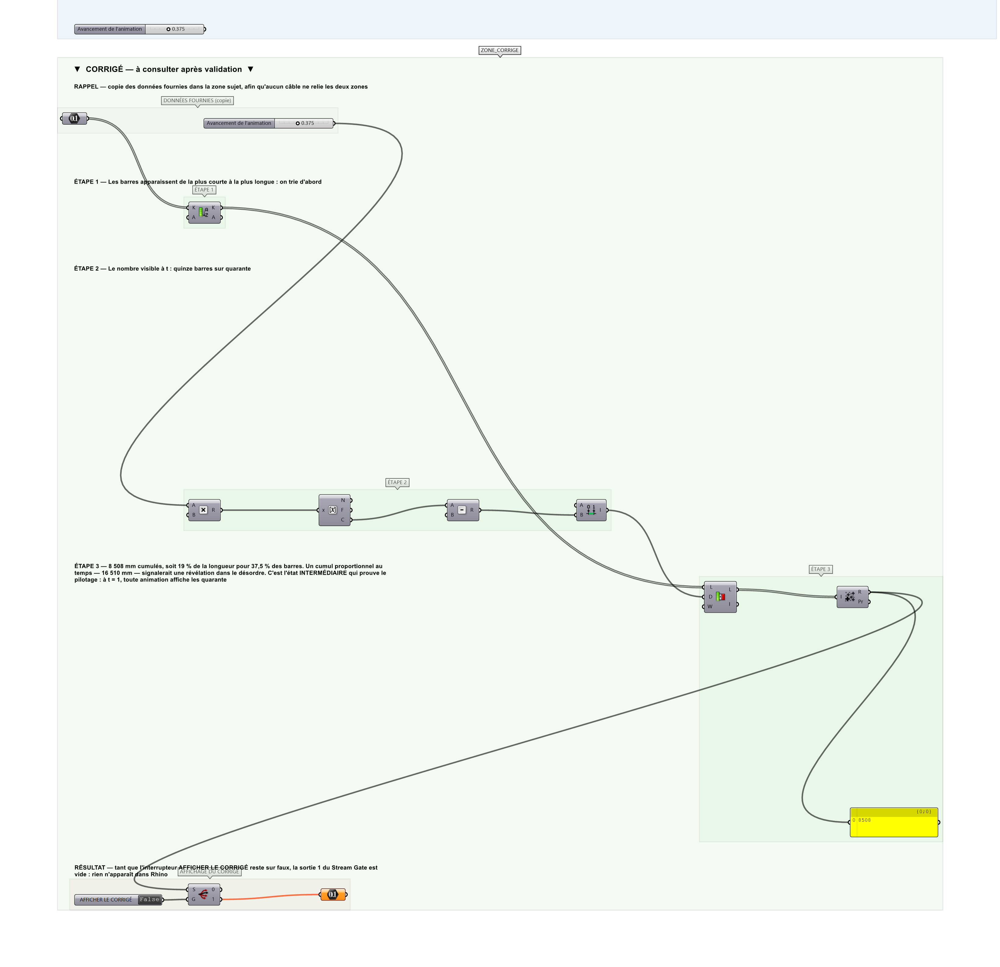 Avancement de l'animation 0.375
ZONE_CORRIGE
▼ CORRIGÉ — à consulter après validation ▼
RAPPEL — copie des données fournies dans la zone sujet, afin qu'aucun câble ne relie les deux zones
DONNÉES FOURNIES (copie)
0.1
Avancement de l'animation 0.375
ÉTAPE 1 — Les barres apparaissent de la plus courte à la plus longue : on trie d'abord
ÉTAPE 1
K A Z K
A A
ÉTAPE 2 — Le nombre visible à t : quinze barres sur quarante
ÉTAPE 2
A B R
x [x] N F C
A B R
A B 0 1 I
ÉTAPE 3 — 8 508 mm cumulés, soit 19 % de la longueur pour 37,5 % des barres. Un cumul proportionnel au
temps — 16 510 mm — signalerait une révélation dans le désordre. C'est l'état INTERMÉDIAIRE qui prouve le
pilotage : à t = 1, toute animation affiche les quarante
ÉTAPE 3
L D W L I
I R Pr
{0;0}
0 8508
RÉSULTAT — tant que l'interrupteur AFFICHER LE CORRIGÉ reste sur faux, la sortie 1 du Stream Gate est
vide : rien n'apparaît dans Rhino
AFFICHAGE DU CORRIGÉ
AFFICHER LE CORRIGÉ False
S G 0 1
0.1